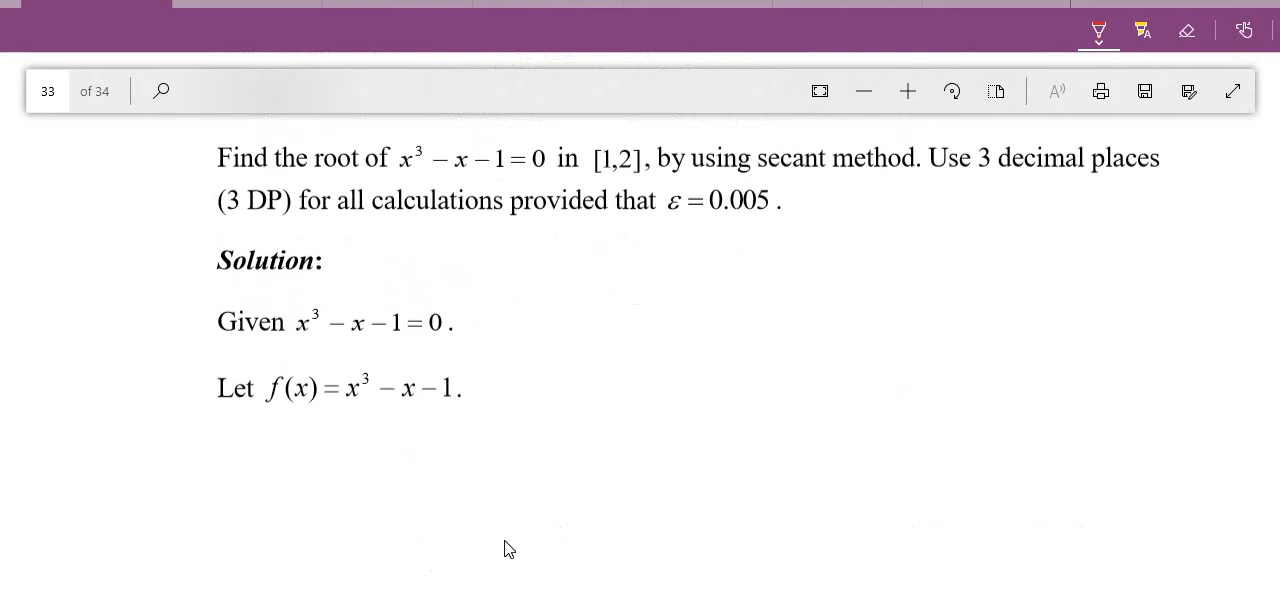 33 of 34
Find the root of x³ − x − 1 = 0 in [1,2], by using secant method. Use 3 decimal places
(3 DP) for all calculations provided that ε = 0.005 .
Solution:
Given x³ − x − 1 = 0 .
Let f(x) = x³ − x − 1.